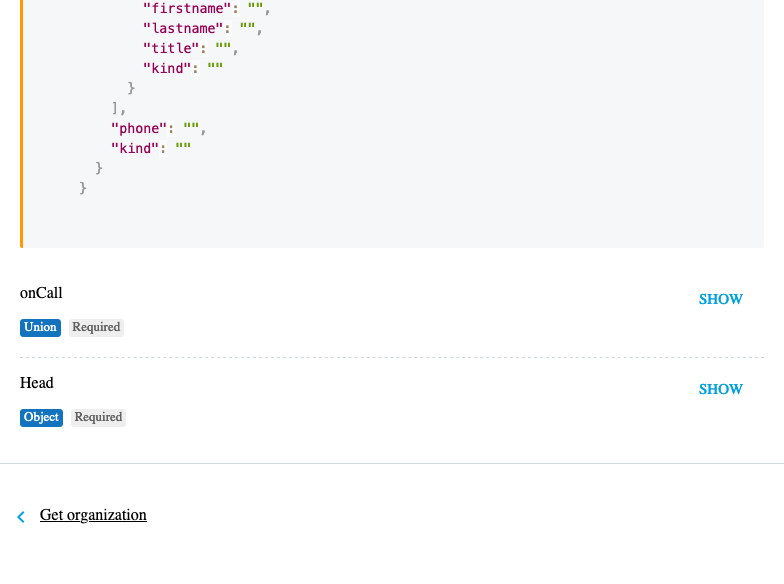 "firstname": "",
"lastname": "",
"title": "",
"kind": ""
}
],
"phone": "",
"kind": ""
}
}
onCall
SHOW
Union Required
Head
SHOW
Object Required
Get organization